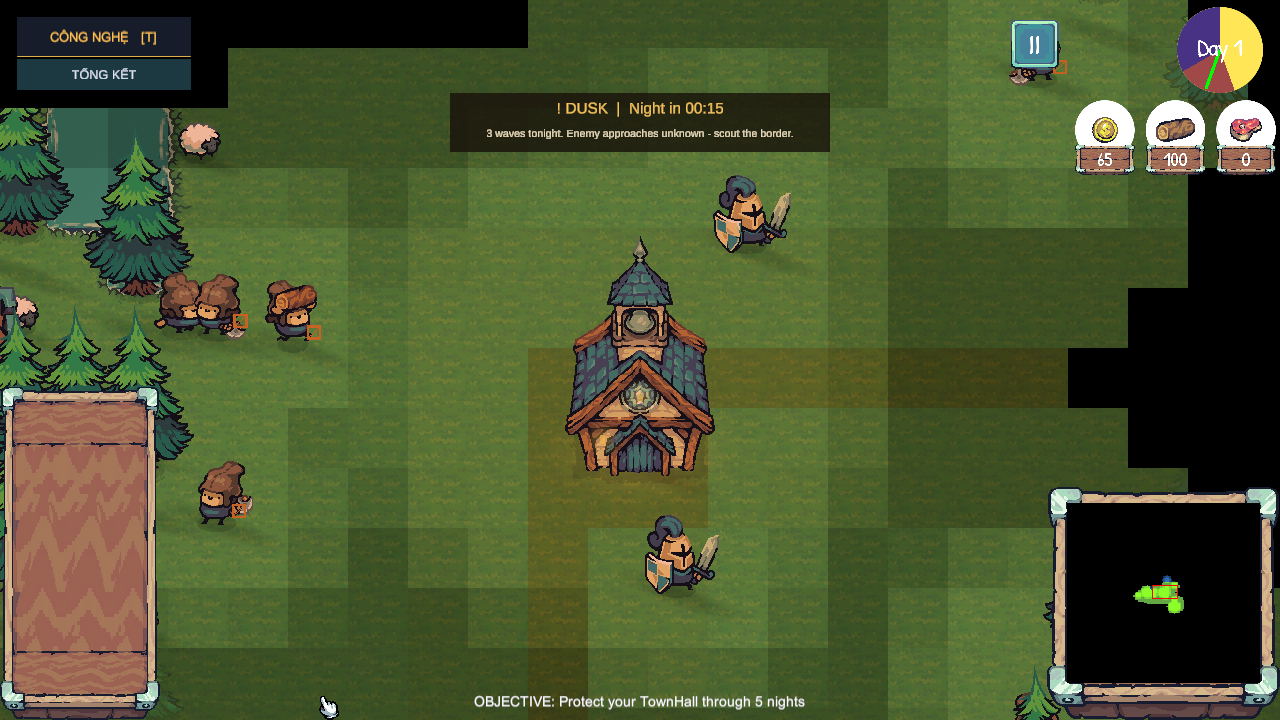 CÔNG NGHỆ [T]
TỔNG KẾT
! DUSK | Night in 00:15
3 waves tonight. Enemy approaches unknown - scout the border.
Day 1
65
100
0
OBJECTIVE: Protect your TownHall through 5 nights